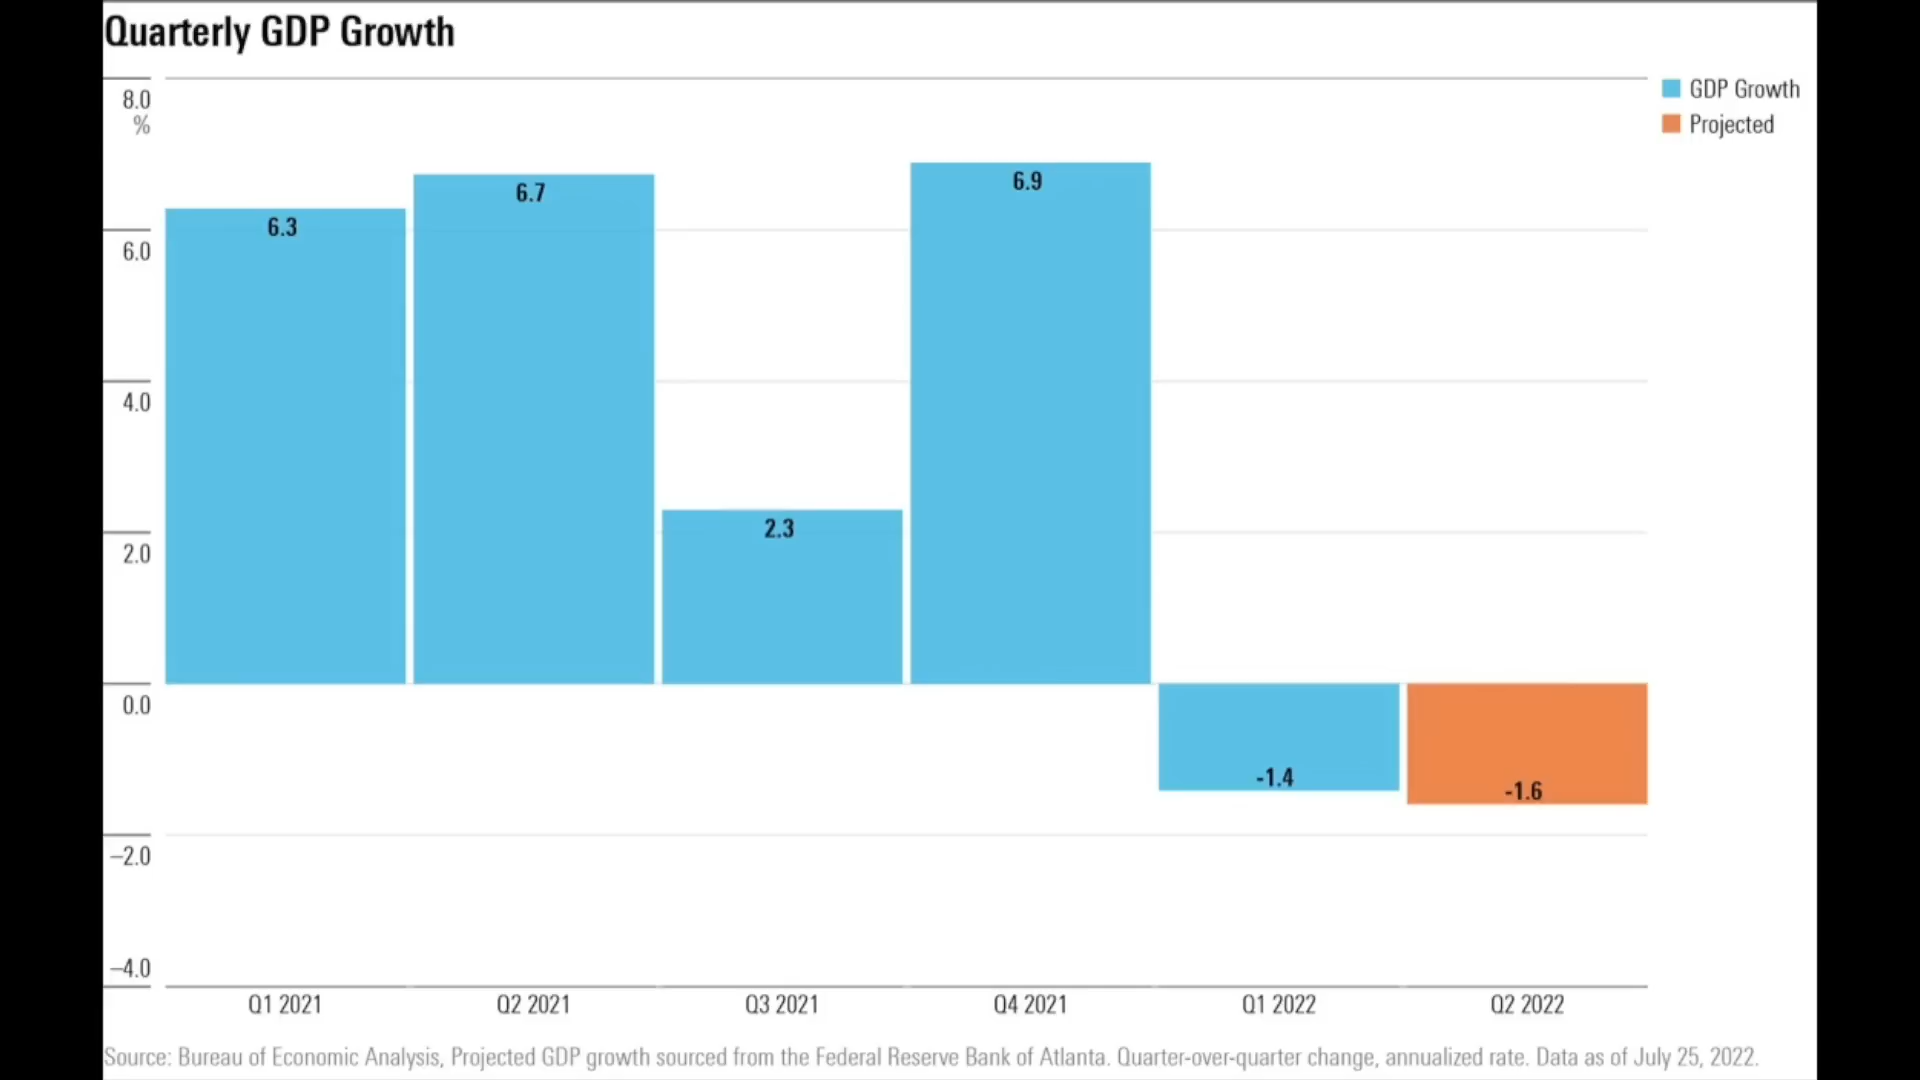 Quarterly GDP Growth
GDP Growth
Projected
8.0
%
6.0
4.0
2.0
0.0
–2.0
–4.0
6.3
6.7
2.3
6.9
-1.4
-1.6
Q1 2021
Q2 2021
Q3 2021
Q4 2021
Q1 2022
Q2 2022
Source: Bureau of Economic Analysis, Projected GDP growth sourced from the Federal Reserve Bank of Atlanta. Quarter-over-quarter change, annualized rate. Data as of July 25, 2022.